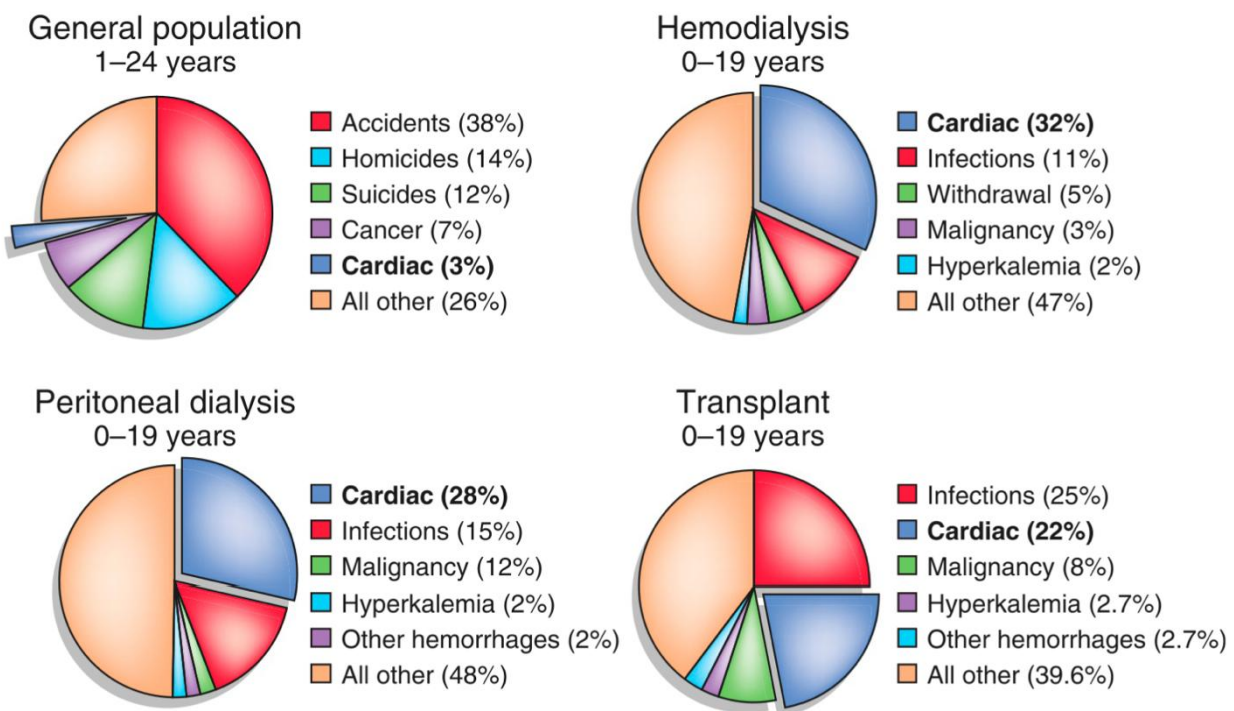 General population
1–24 years
Accidents (38%)
Homicides (14%)
Suicides (12%)
Cancer (7%)
Cardiac (3%)
All other (26%)
Hemodialysis
0–19 years
Cardiac (32%)
Infections (11%)
Withdrawal (5%)
Malignancy (3%)
Hyperkalemia (2%)
All other (47%)
Peritoneal dialysis
0–19 years
Cardiac (28%)
Infections (15%)
Malignancy (12%)
Hyperkalemia (2%)
Other hemorrhages (2%)
All other (48%)
Transplant
0–19 years
Infections (25%)
Cardiac (22%)
Malignancy (8%)
Hyperkalemia (2.7%)
Other hemorrhages (2.7%)
All other (39.6%)